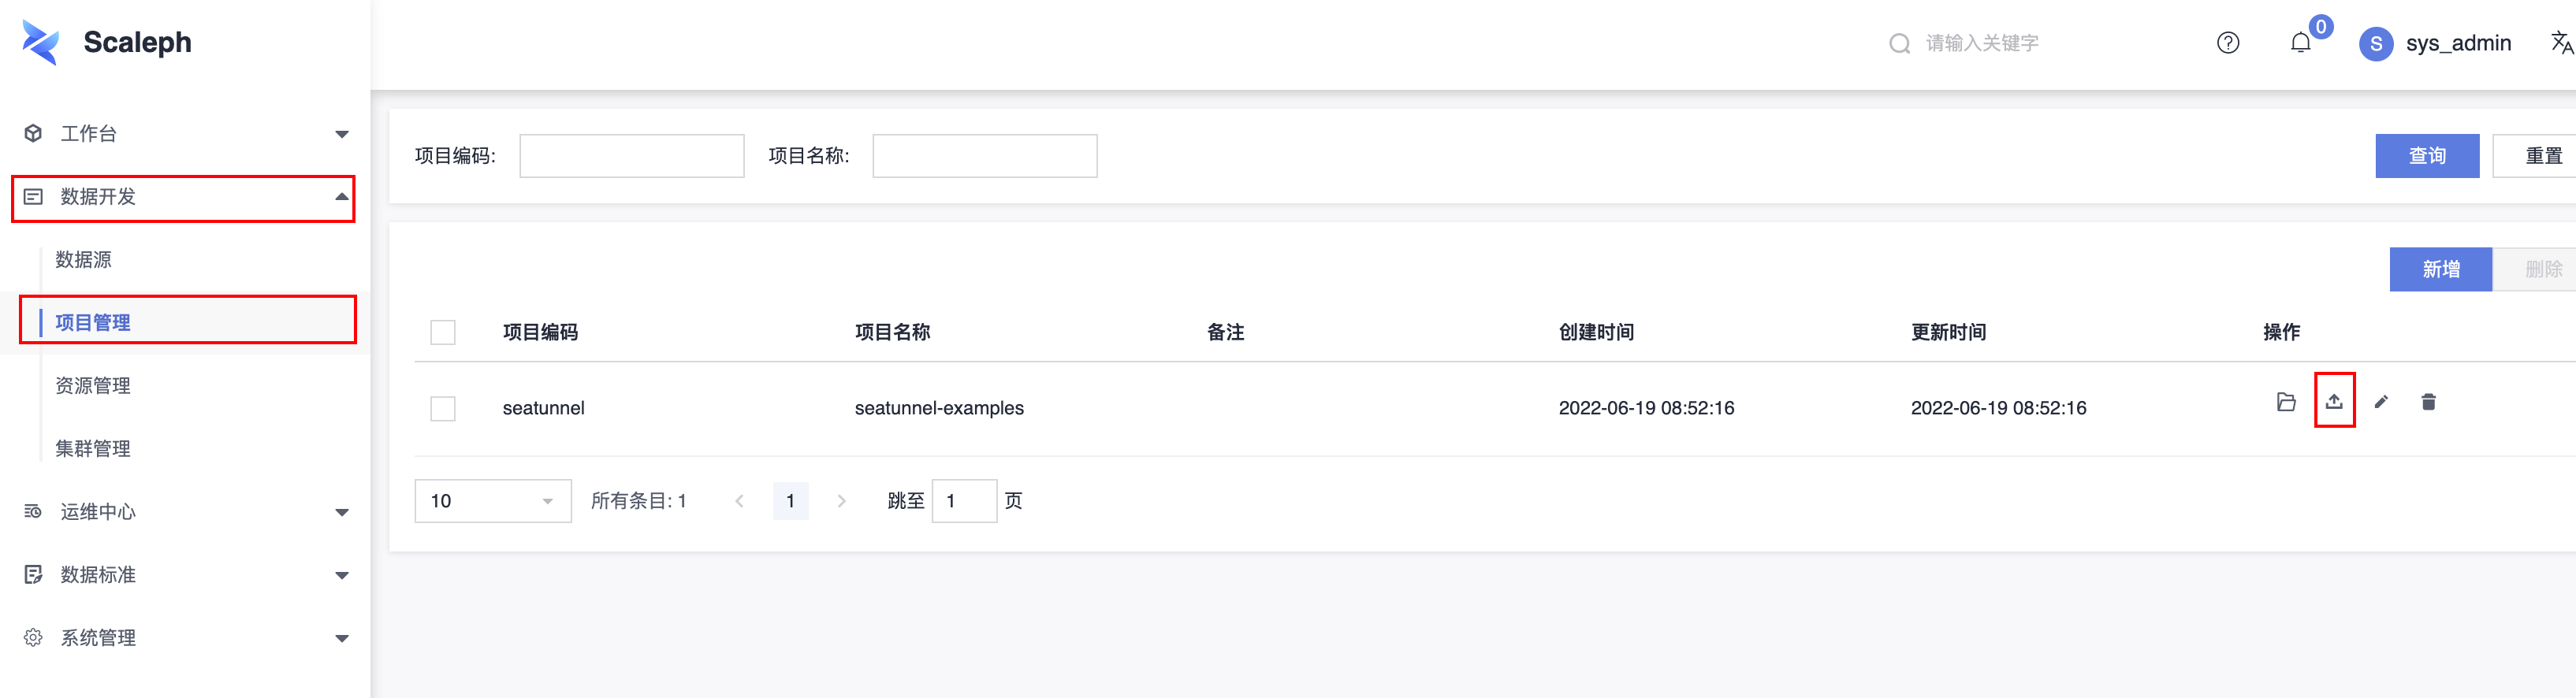 Scaleph
请输入关键字
0
S
sys_admin
工作台
数据开发
数据源
项目管理
资源管理
集群管理
运维中心
数据标准
系统管理
项目编码:
项目名称:
查询
重置
新增
删除
项目编码 项目名称 备注 创建时间 更新时间 操作
seatunnel seatunnel-examples 2022-06-19 08:52:16 2022-06-19 08:52:16
10 所有条目: 1 1 跳至 1 页